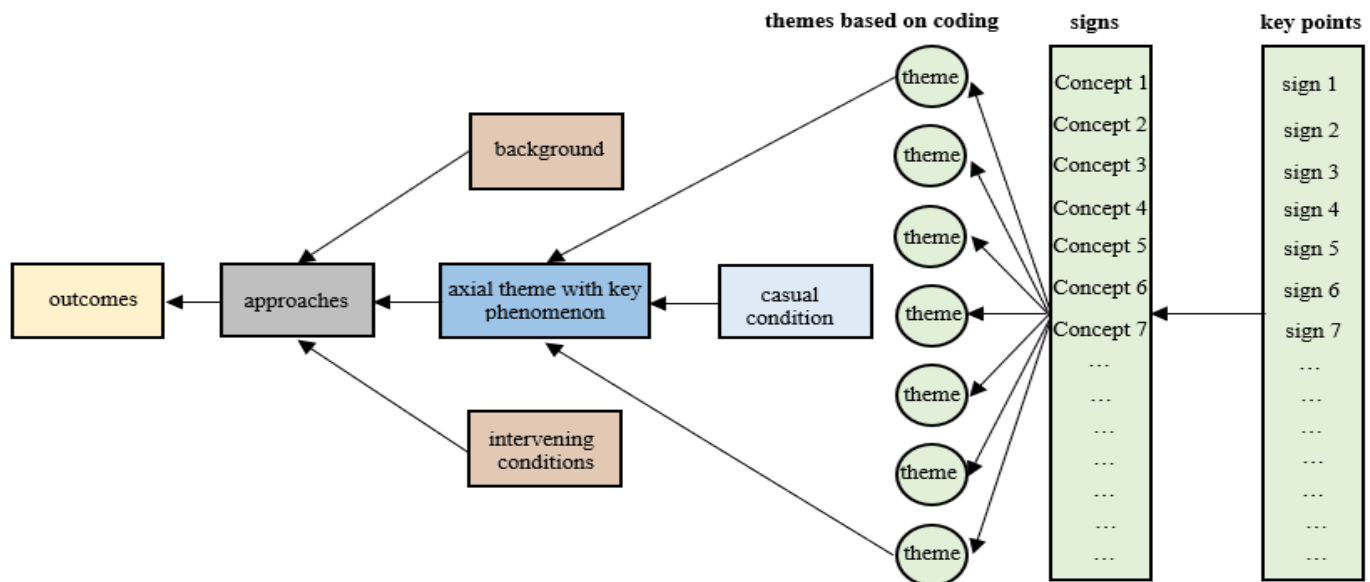 themes based on coding
signs
key points
theme
theme
theme
theme
theme
theme
theme
Concept 1
Concept 2
Concept 3
Concept 4
Concept 5
Concept 6
Concept 7
...
...
...
...
...
...
...
sign 1
sign 2
sign 3
sign 4
sign 5
sign 6
sign 7
...
...
...
...
...
...
...
background
outcomes
approaches
axial theme with key
phenomenon
casual
condition
intervening
conditions